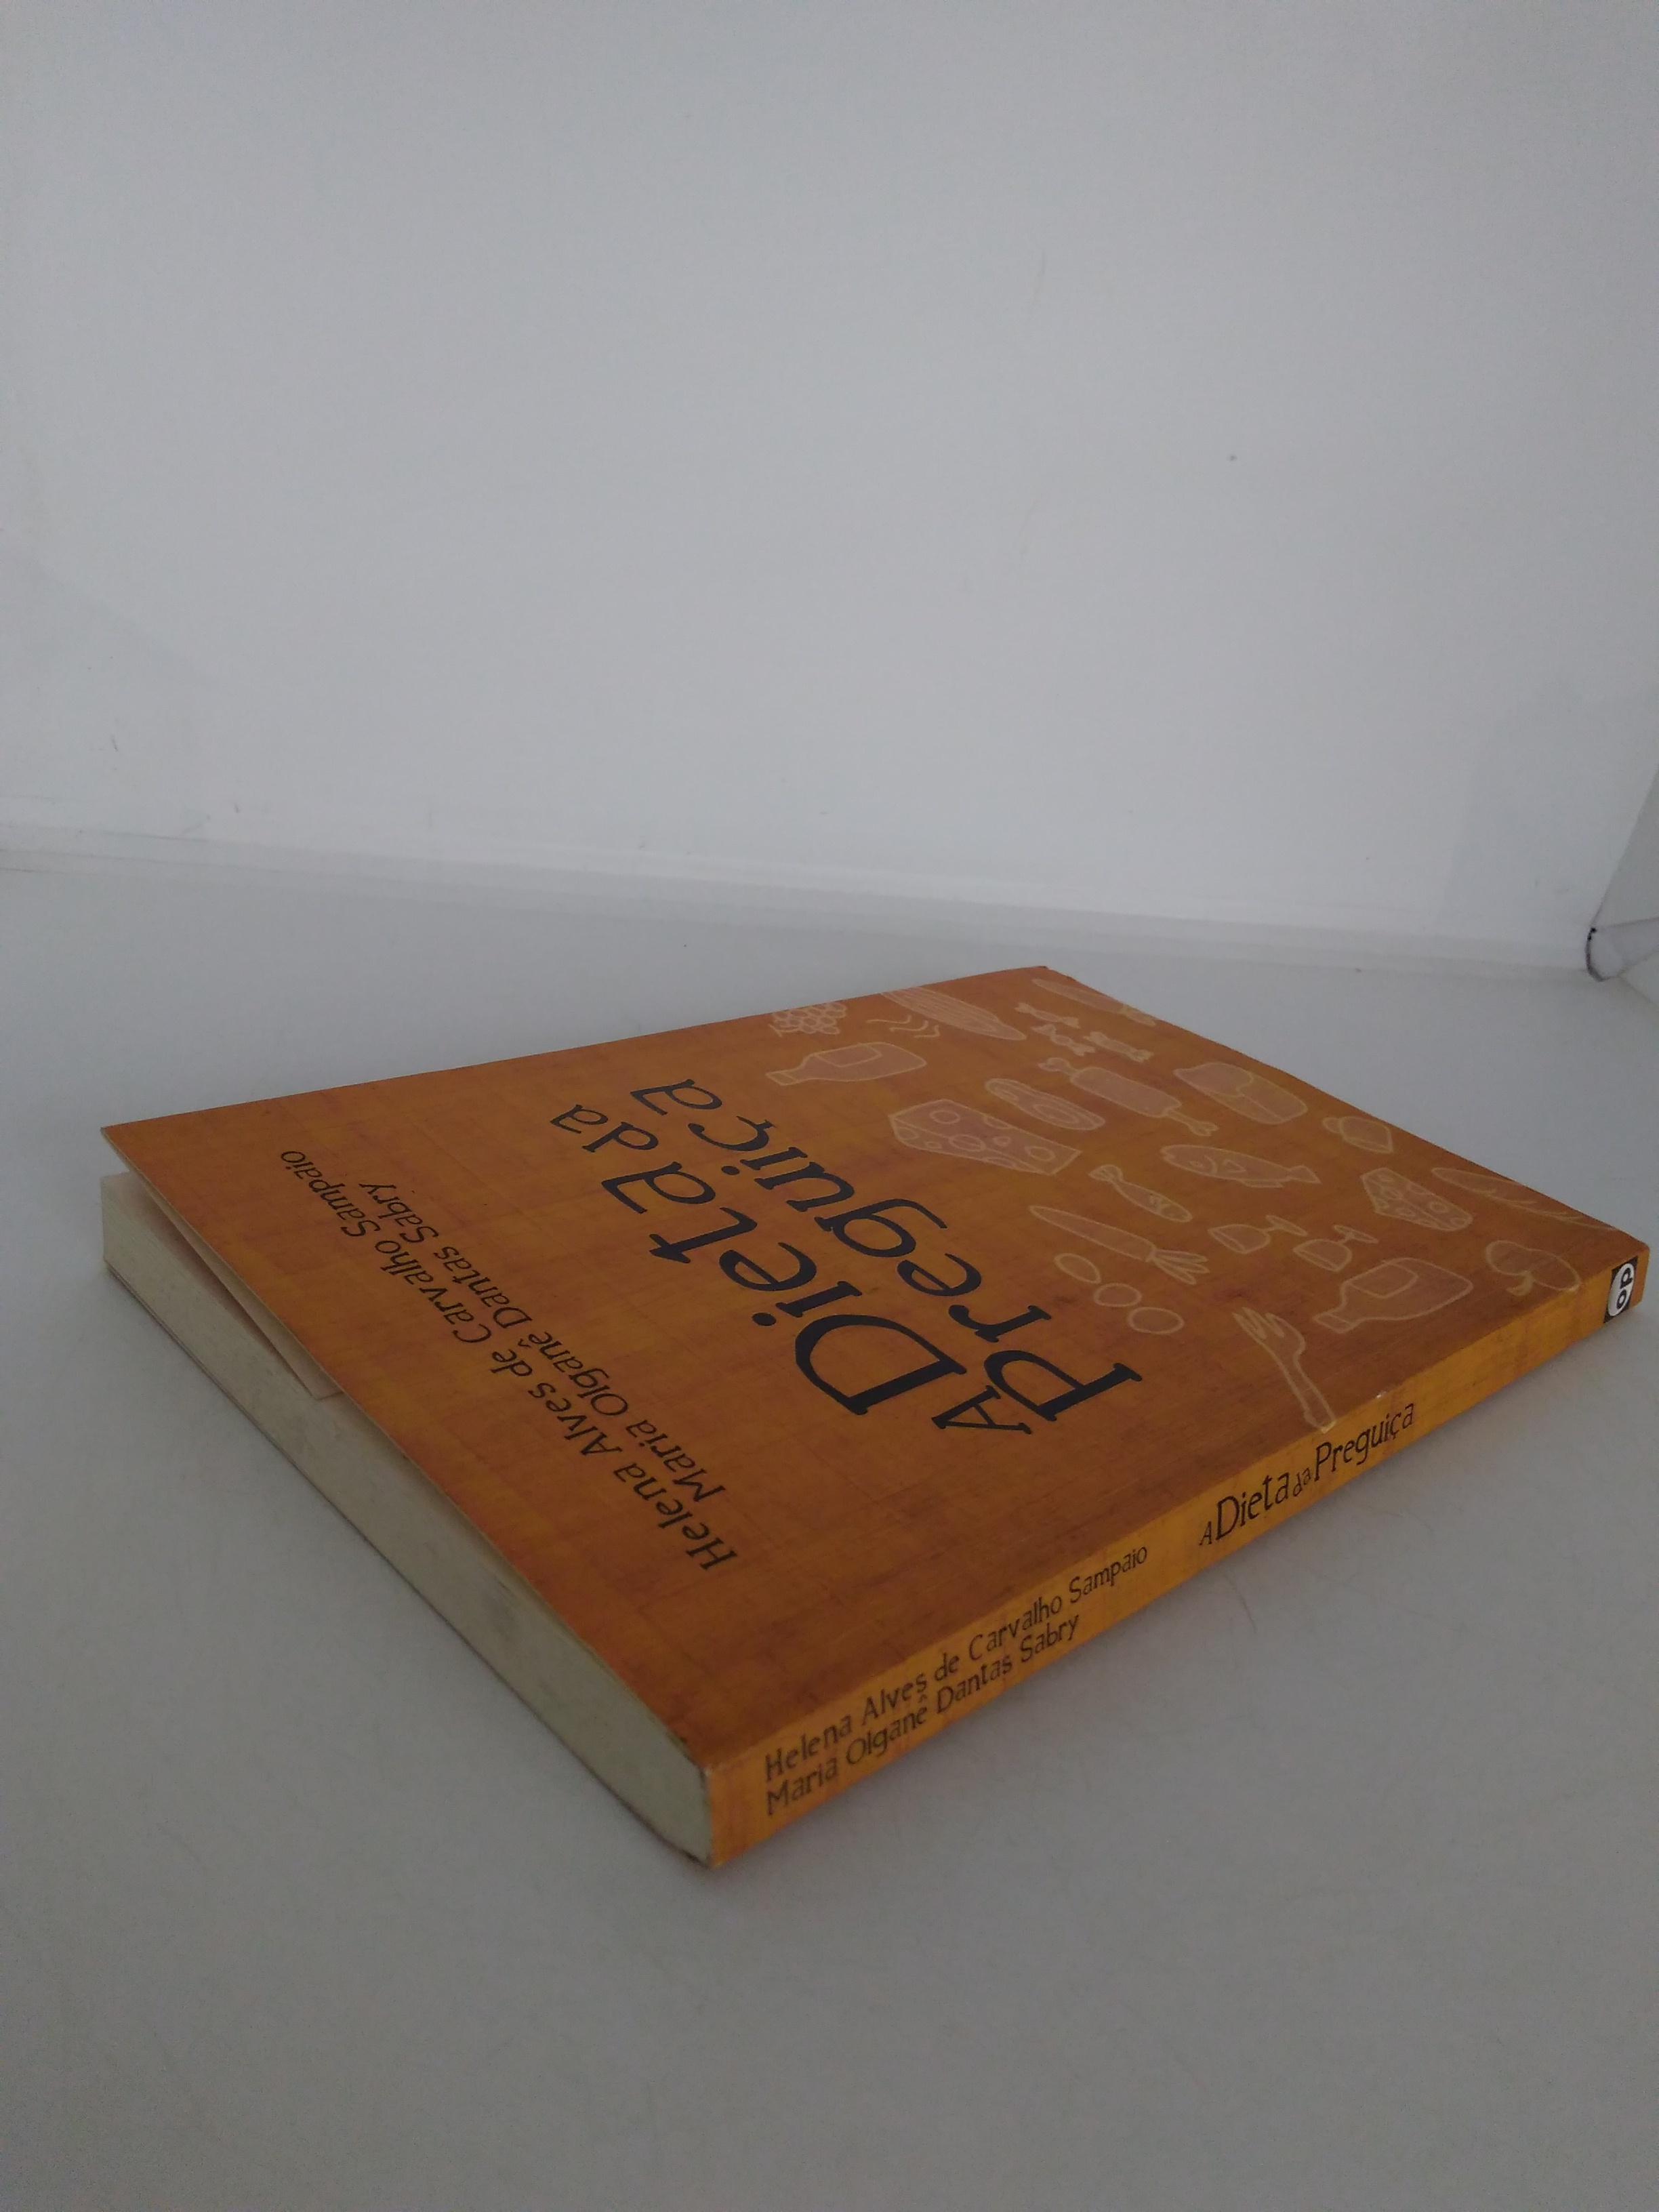 Helena Alves de Carvalho Sampaio
Maria Olganê Dantas Sabry
A Dieta da
Preguiça
Helena Alves de Carvalho Sampaio
Maria Olganê Dantas Sabry
A Dieta da Preguiça
op